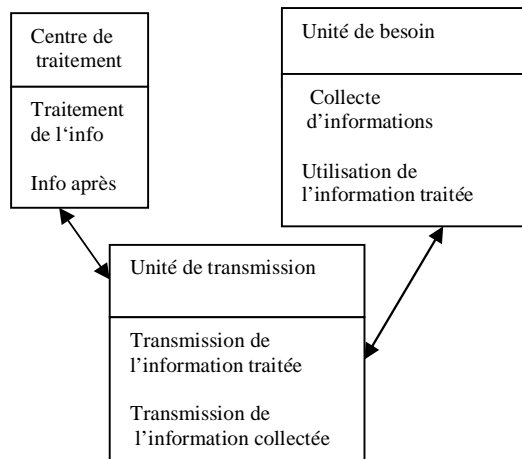 Centre de
traitement
Traitement
de l‘info
Info après
Unité de besoin
Collecte
d’informations
Utilisation de
l’information traitée
Unité de transmission
Transmission de
l’information traitée
Transmission de
l’information collectée